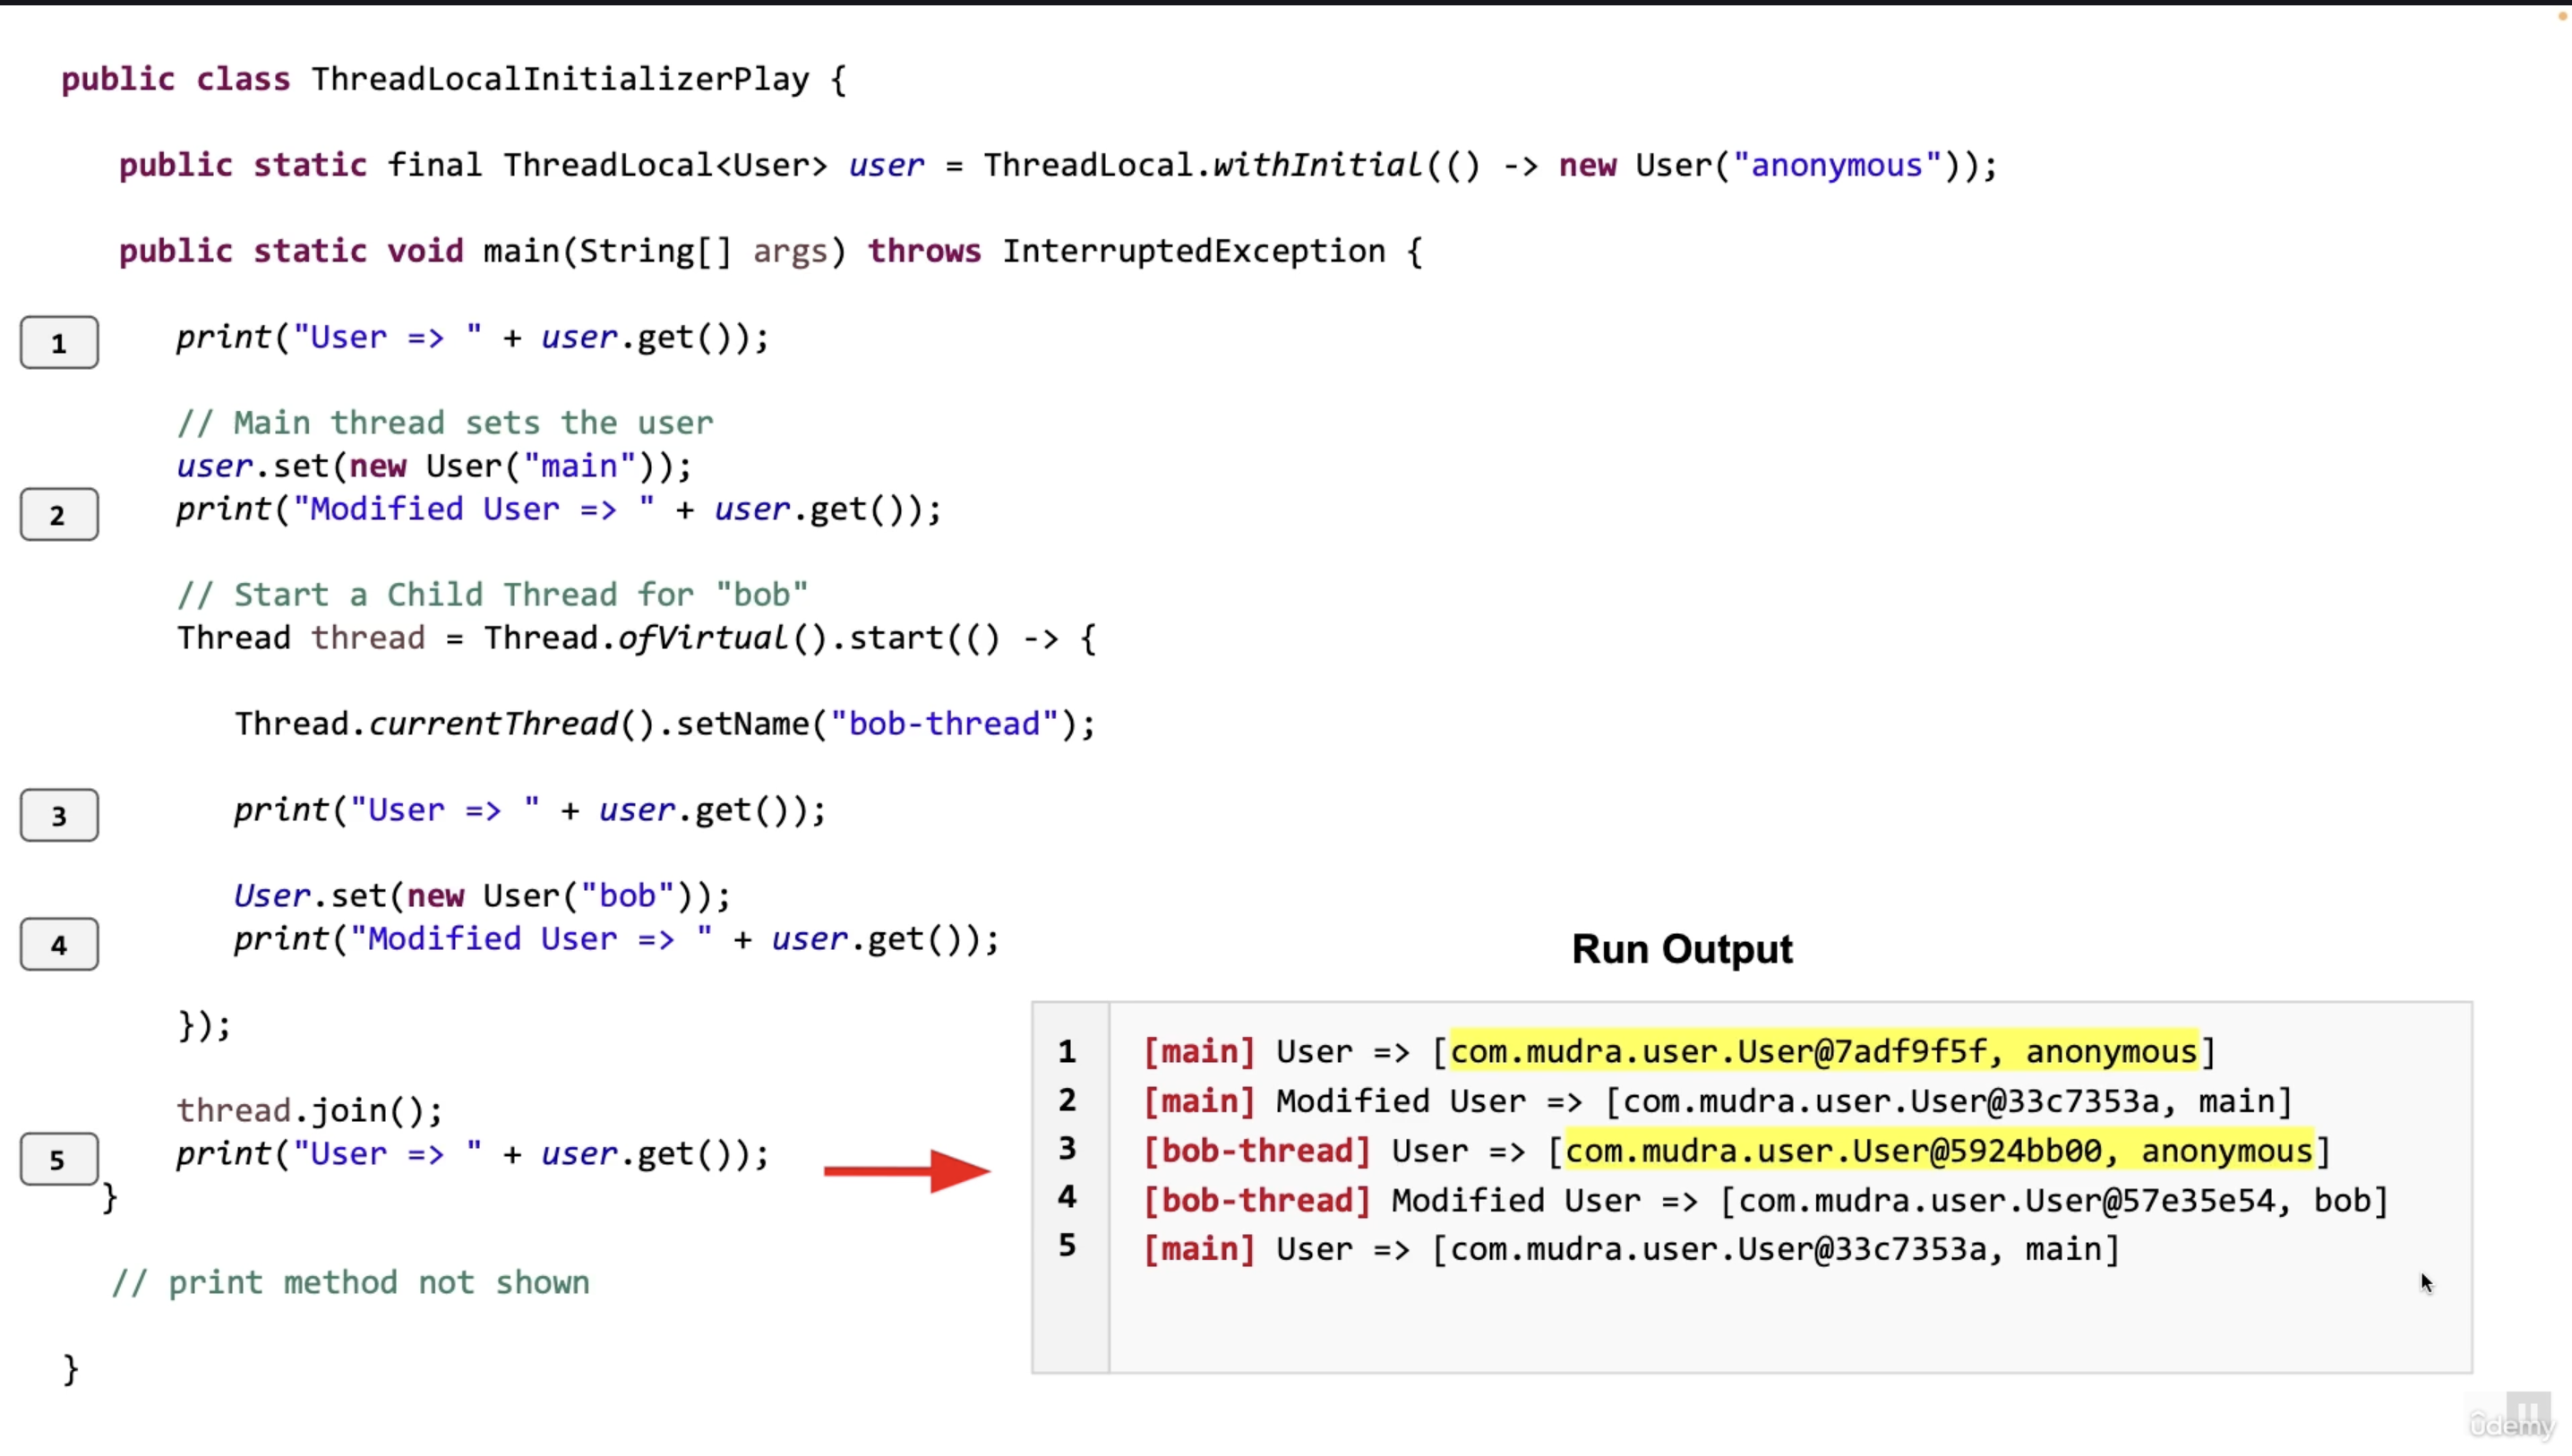 public class ThreadLocalInitializerPlay {
public static final ThreadLocal<User> user = ThreadLocal.withInitial(() -> new User("anonymous"));
public static void main(String[] args) throws InterruptedException {
1 print("User => " + user.get());
// Main thread sets the user
user.set(new User("main"));
2 print("Modified User => " + user.get());
// Start a Child Thread for "bob"
Thread thread = Thread.ofVirtual().start(() -> {
Thread.currentThread().setName("bob-thread");
3 print("User => " + user.get());
User.set(new User("bob"));
4 print("Modified User => " + user.get());
});
thread.join();
5 print("User => " + user.get());
}
// print method not shown
}
Run Output
1 [main] User => [com.mudra.user.User@7adf9f5f, anonymous]
2 [main] Modified User => [com.mudra.user.User@33c7353a, main]
3 [bob-thread] User => [com.mudra.user.User@5924bb00, anonymous]
4 [bob-thread] Modified User => [com.mudra.user.User@57e35e54, bob]
5 [main] User => [com.mudra.user.User@33c7353a, main]
ûdemy